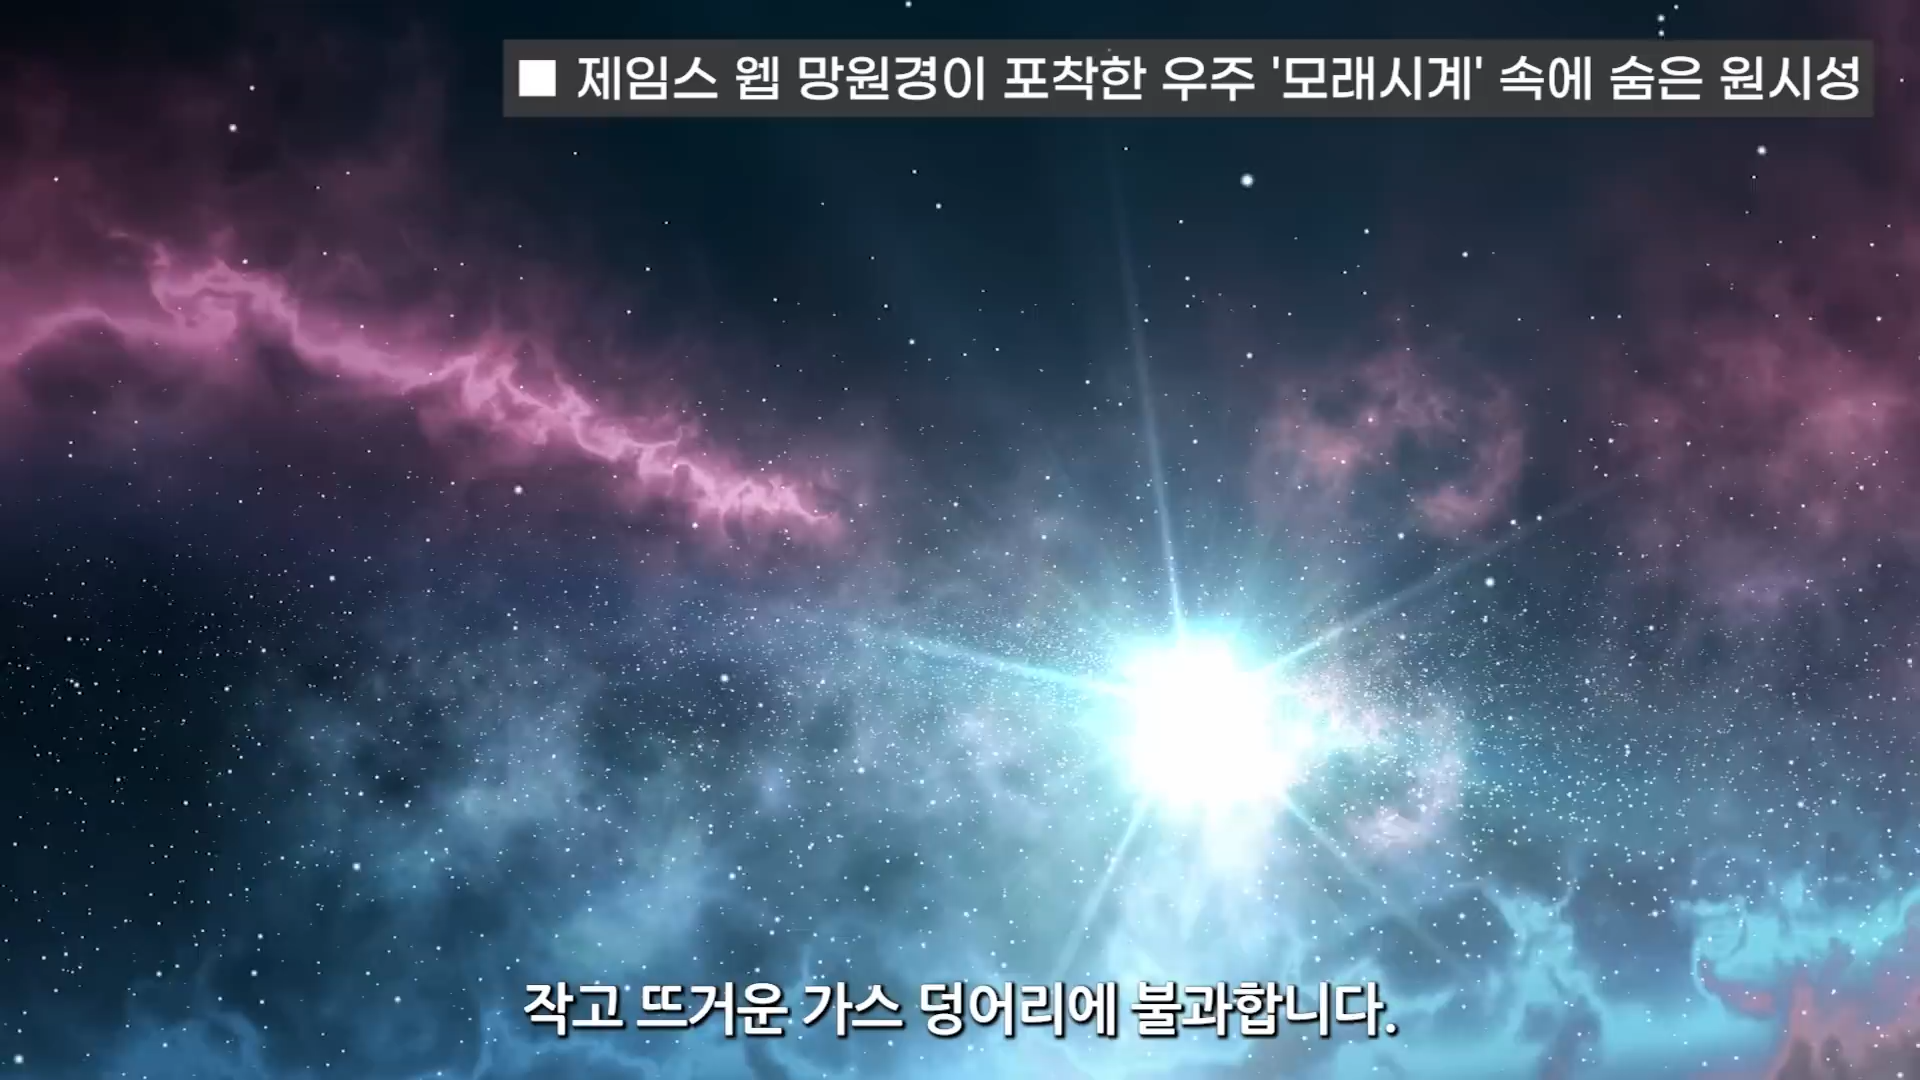 ■ 제임스 웹 망원경이 포착한 우주 '모래시계' 속에 숨은 원시성
작고 뜨거운 가스 덩어리에 불과합니다.